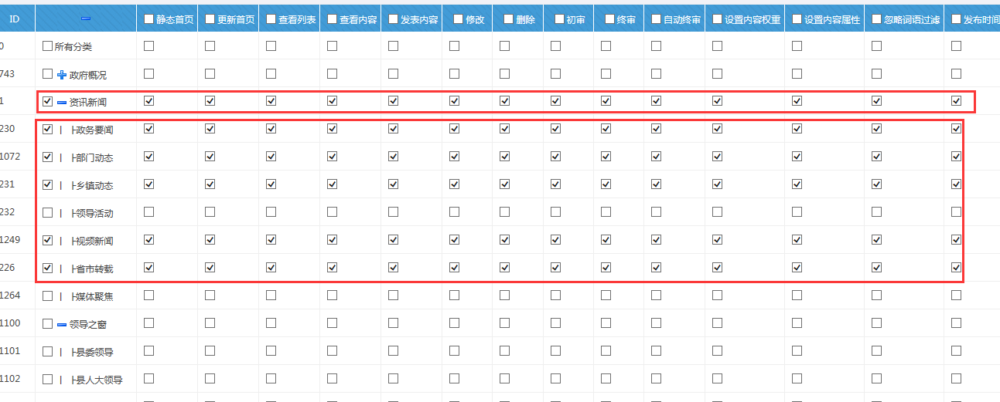 ID 静态首页 更新首页 查看列表 查看内容 发表内容 修改 删除 初审 终审 自动终审 设置内容权重 设置内容属性 忽略词语过滤 发布时间
0 所有分类
743 政府概况
1 资讯新闻
230 | ├政务要闻
1072 | ├部门动态
231 | ├乡镇动态
232 | ├领导活动
1249 | ├视频新闻
226 | ├省市转载
1264 | ├媒体聚焦
1100 领导之窗
1101 | ├县委领导
1102 | ├县人大领导